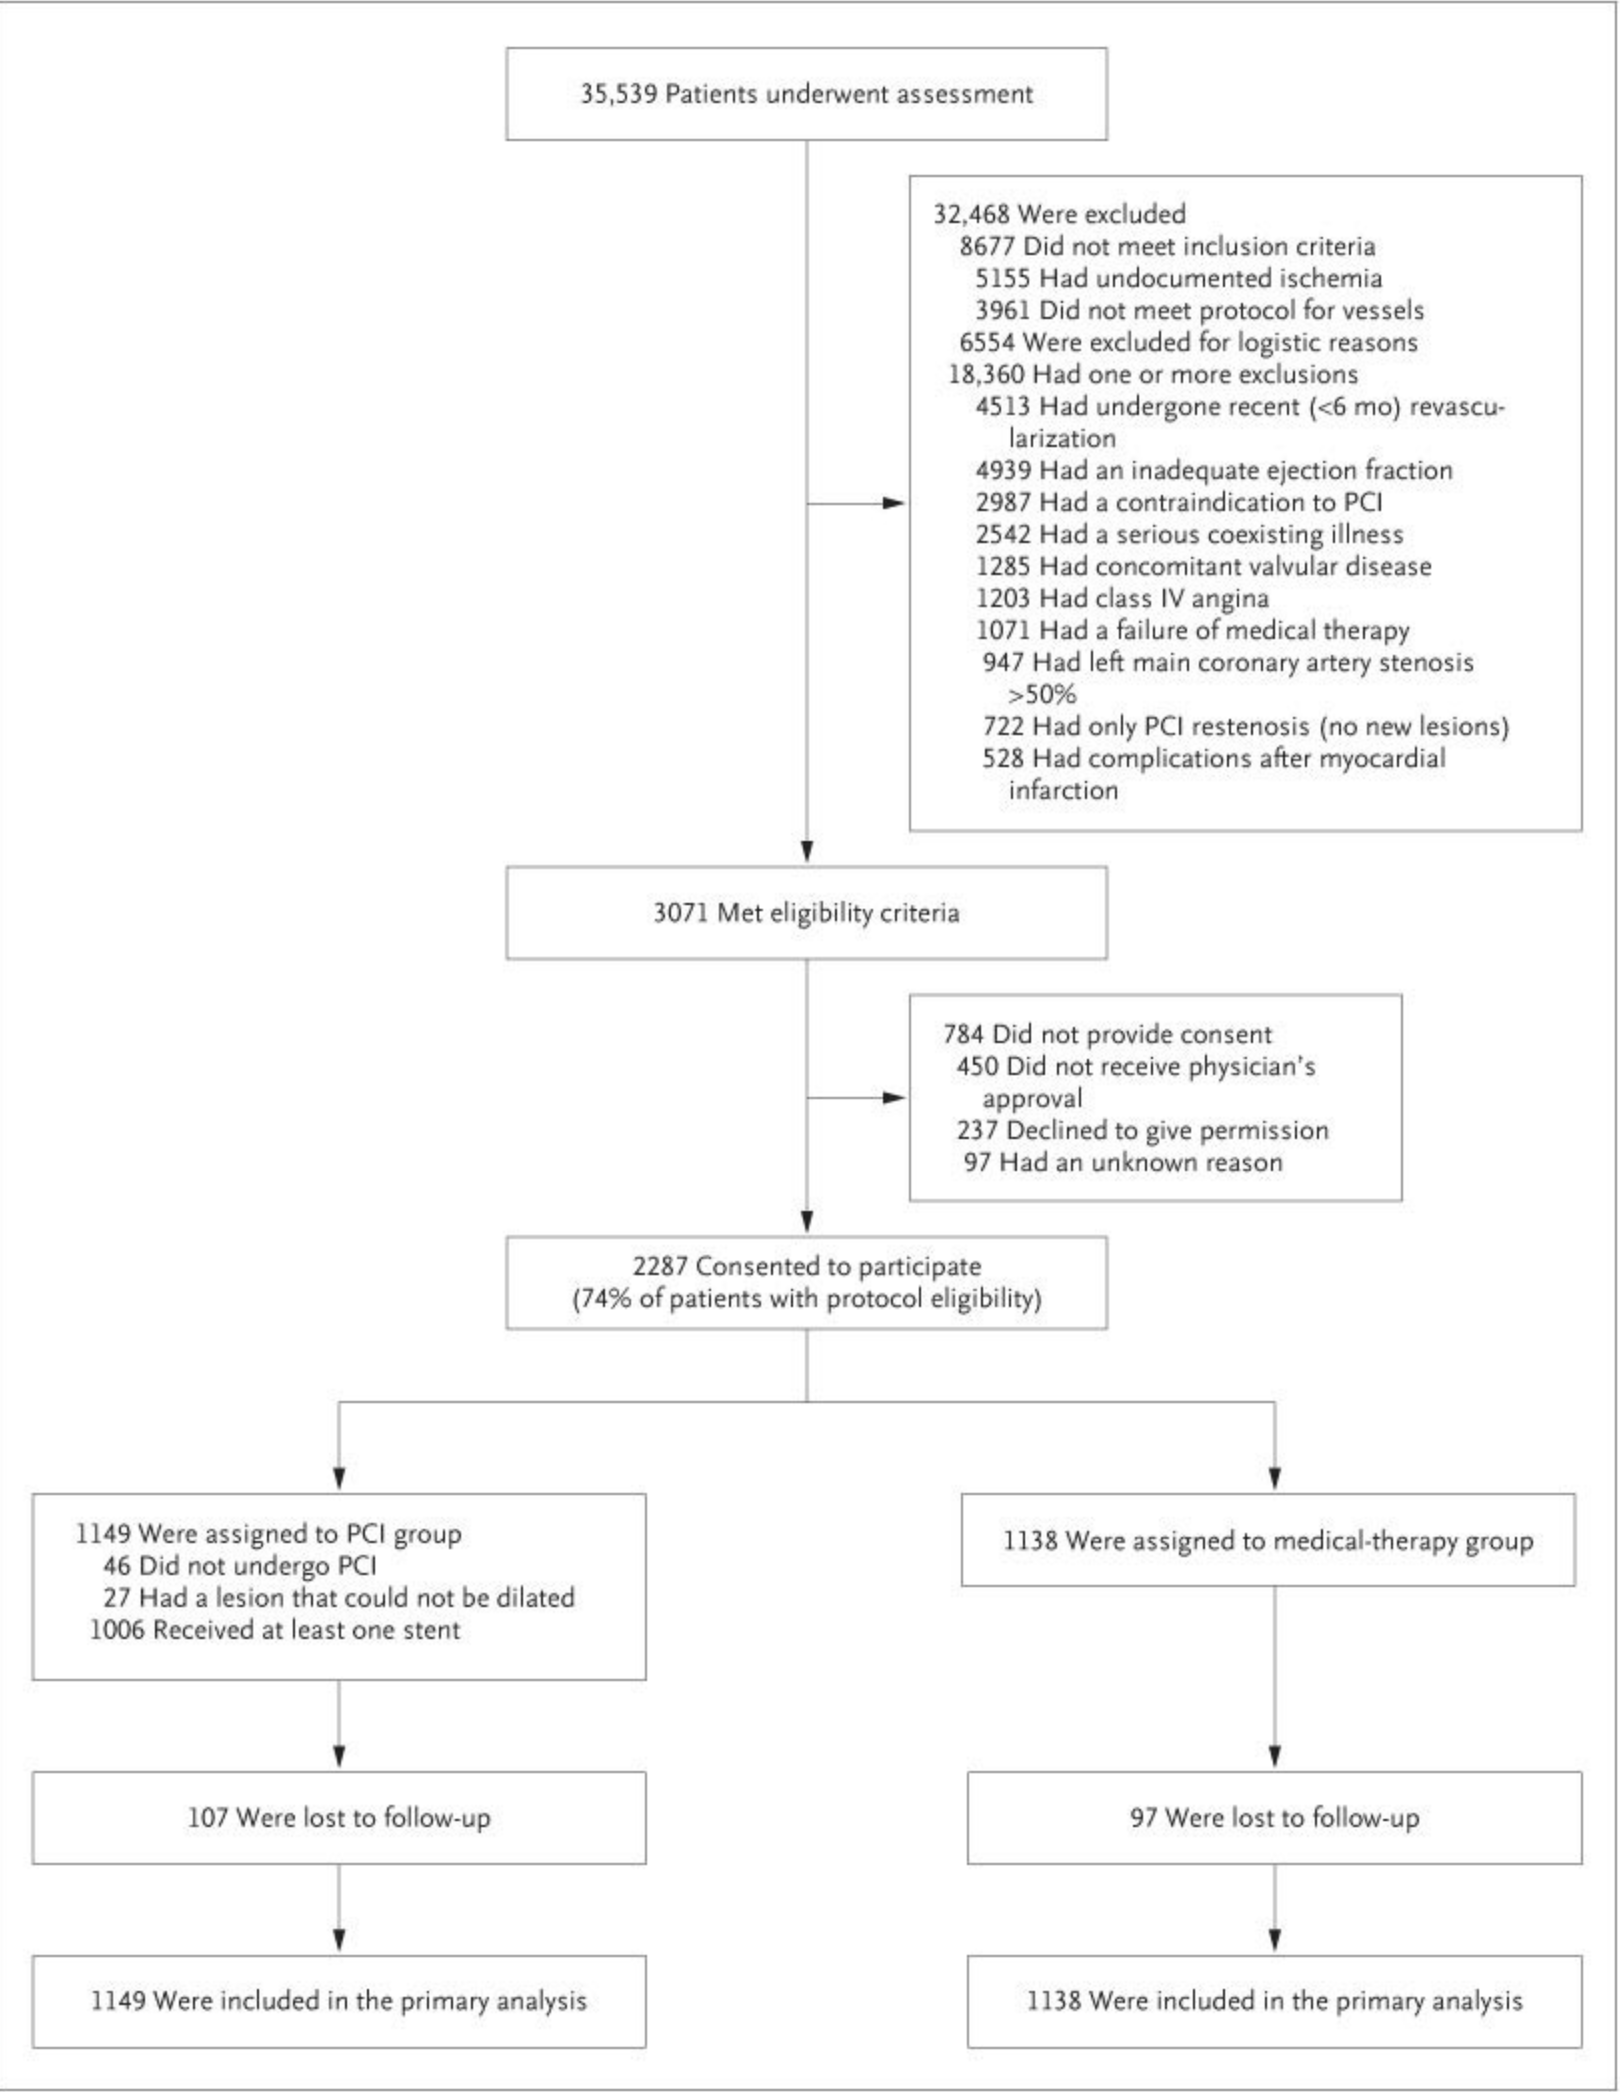 35,539 Patients underwent assessment
32,468 Were excluded
8677 Did not meet inclusion criteria
5155 Had undocumented ischemia
3961 Did not meet protocol for vessels
6554 Were excluded for logistic reasons
18,360 Had one or more exclusions
4513 Had undergone recent (<6 mo) revascu-
larization
4939 Had an inadequate ejection fraction
2987 Had a contraindication to PCI
2542 Had a serious coexisting illness
1285 Had concomitant valvular disease
1203 Had class IV angina
1071 Had a failure of medical therapy
947 Had left main coronary artery stenosis
>50%
722 Had only PCI restenosis (no new lesions)
528 Had complications after myocardial
infarction
3071 Met eligibility criteria
784 Did not provide consent
450 Did not receive physician's
approval
237 Declined to give permission
97 Had an unknown reason
2287 Consented to participate
(74% of patients with protocol eligibility)
1149 Were assigned to PCI group
46 Did not undergo PCI
27 Had a lesion that could not be dilated
1006 Received at least one stent
1138 Were assigned to medical-therapy group
107 Were lost to follow-up
97 Were lost to follow-up
1149 Were included in the primary analysis
1138 Were included in the primary analysis